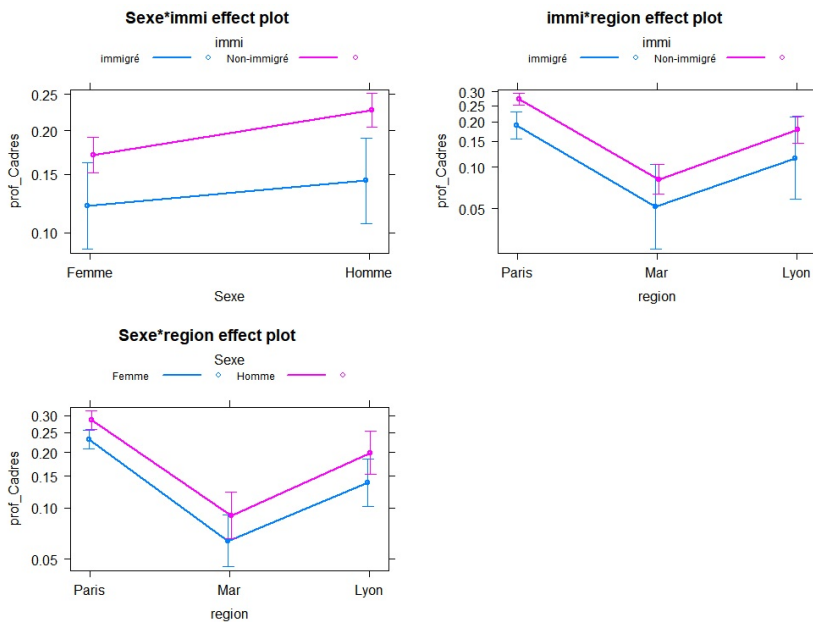 Sexe*immi effect plot
immi
immigré Non-immigré
0.25
0.20
0.15
0.10
prof_Cadres
Femme Homme
Sexe
immi*region effect plot
immi
immigré Non-immigré
0.30
0.25
0.20
0.15
0.10
0.05
prof_Cadres
Paris Mar Lyon
region
Sexe*region effect plot
Sexe
Femme Homme
0.30
0.25
0.20
0.15
0.10
0.05
prof_Cadres
Paris Mar Lyon
region